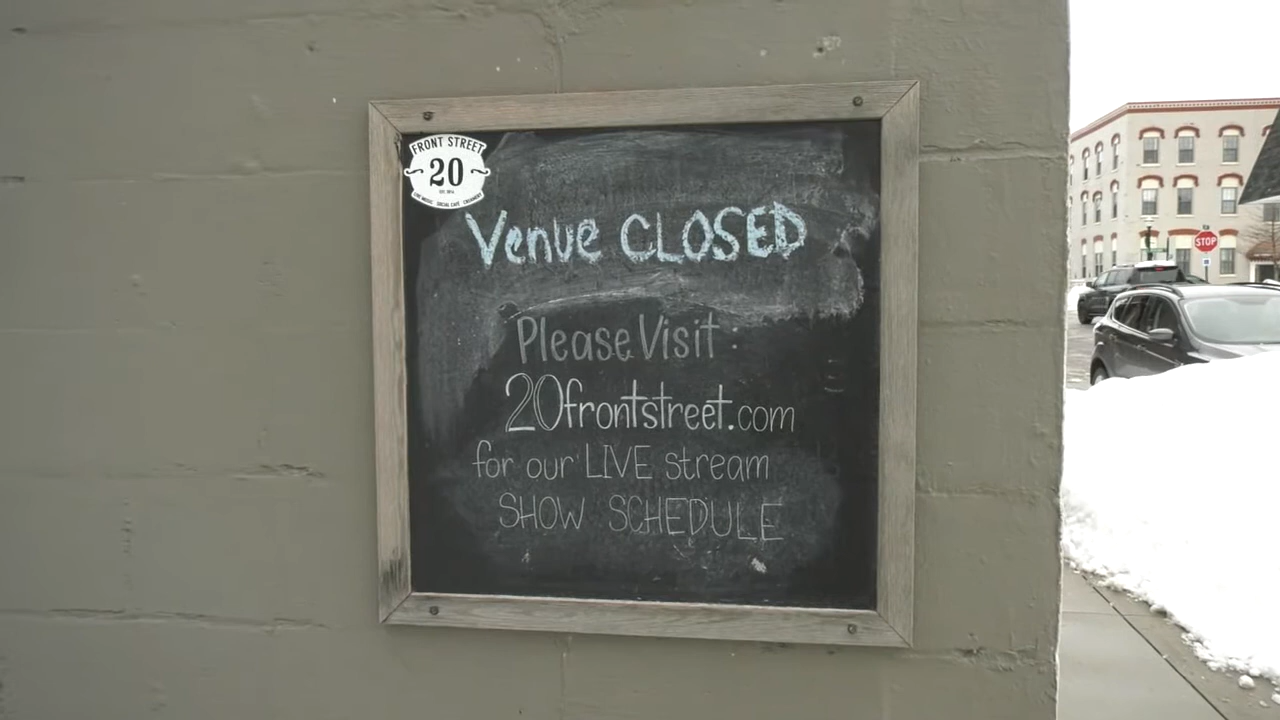 FRONT STREET
20
Venue CLOSED
Please Visit
20frontstreet.com
for our LIVE stream
SHOW SCHEDULE
STOP